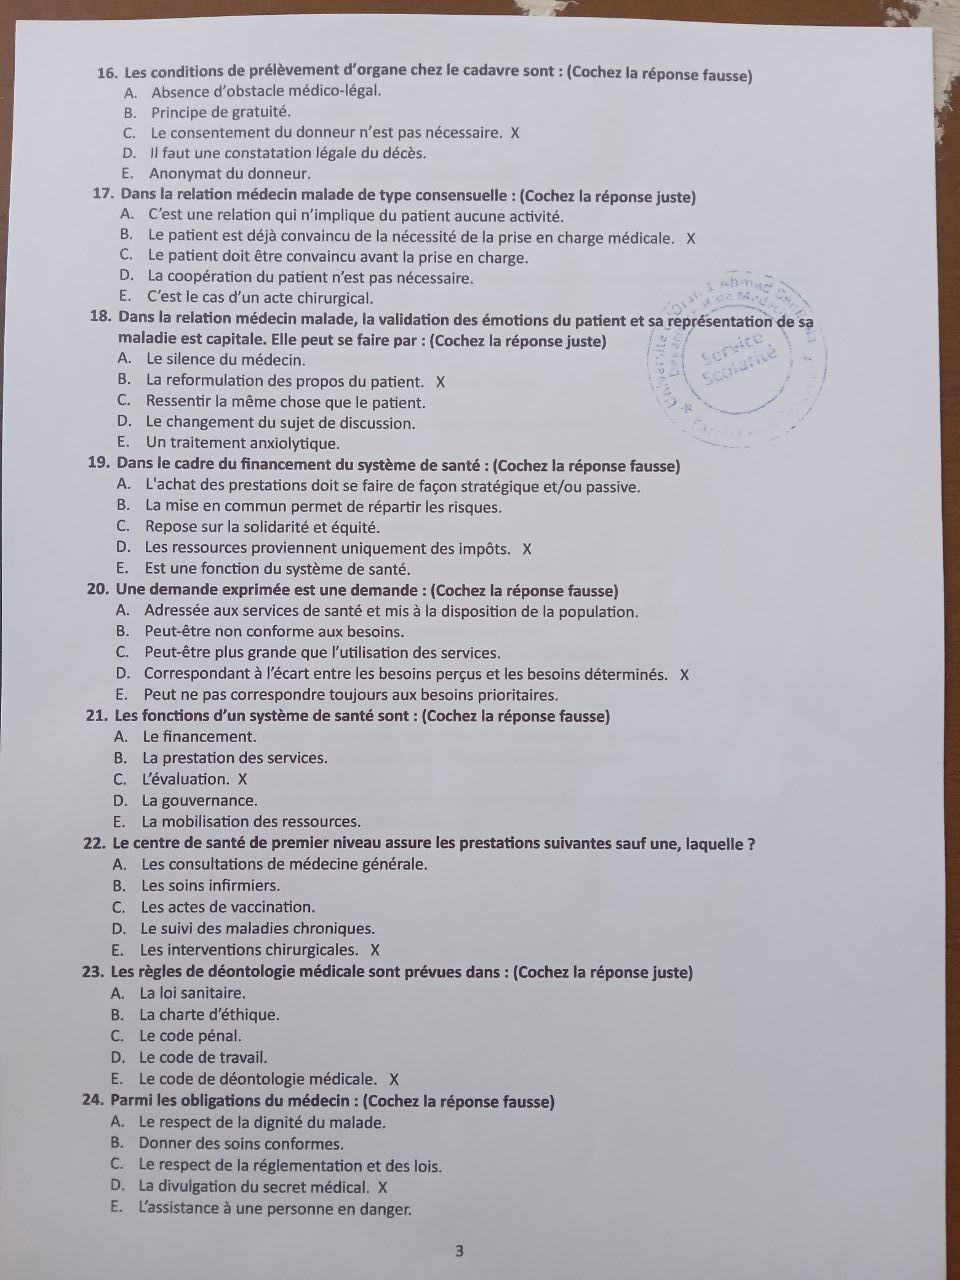 16. Les conditions de prélèvement d'organe chez le cadavre sont : (Cochez la réponse fausse)
A. Absence d'obstacle médico-légal.
B. Principe de gratuité.
C. Le consentement du donneur n'est pas nécessaire. X
D. Il faut une constatation légale du décès.
E. Anonymat du donneur.
17. Dans la relation médecin malade de type consensuelle : (Cochez la réponse juste)
A. C'est une relation qui n'implique du patient aucune activité.
B. Le patient est déjà convaincu de la nécessité de la prise en charge médicale. X
C. Le patient doit être convaincu avant la prise en charge.
D. La coopération du patient n'est pas nécessaire.
E. C'est le cas d'un acte chirurgical.
18. Dans la relation médecin malade, la validation des émotions du patient et sa représentation de sa
maladie est capitale. Elle peut se faire par : (Cochez la réponse juste)
A. Le silence du médecin.
B. La reformulation des propos du patient. X
C. Ressentir la même chose que le patient.
D. Le changement du sujet de discussion.
E. Un traitement anxiolytique.
Service
Scolarité
19. Dans le cadre du financement du système de santé : (Cochez la réponse fausse)
A. L'achat des prestations doit se faire de façon stratégique et/ou passive.
B. La mise en commun permet de répartir les risques.
C. Repose sur la solidarité et équité.
D. Les ressources proviennent uniquement des impôts. X
E. Est une fonction du système de santé.
20. Une demande exprimée est une demande : (Cochez la réponse fausse)
A. Adressée aux services de santé et mis à la disposition de la population.
B. Peut-être non conforme aux besoins.
C. Peut-être plus grande que l'utilisation des services.
D. Correspondant à l'écart entre les besoins perçus et les besoins déterminés. X
E. Peut ne pas correspondre toujours aux besoins prioritaires.
21. Les fonctions d'un système de santé sont : (Cochez la réponse fausse)
A. Le financement.
B. La prestation des services.
C. L'évaluation. X
D. La gouvernance.
E. La mobilisation des ressources.
22. Le centre de santé de premier niveau assure les prestations suivantes sauf une, laquelle ?
A. Les consultations de médecine générale.
B. Les soins infirmiers.
C. Les actes de vaccination.
D. Le suivi des maladies chroniques.
E. Les interventions chirurgicales. X
23. Les règles de déontologie médicale sont prévues dans : (Cochez la réponse juste)
A. La loi sanitaire.
B. La charte d'éthique.
C. Le code pénal.
D. Le code de travail.
E. Le code de déontologie médicale. X
24. Parmi les obligations du médecin : (Cochez la réponse fausse)
A. Le respect de la dignité du malade.
B. Donner des soins conformes.
C. Le respect de la réglementation et des lois.
D. La divulgation du secret médical. X
E. L'assistance à une personne en danger.
3